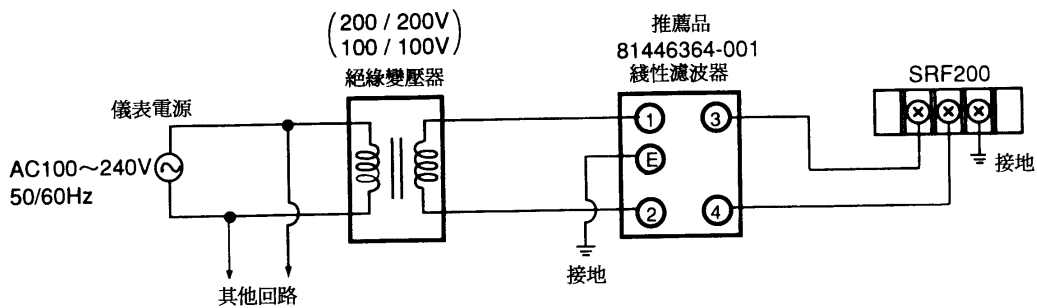 (200 / 200V
100 / 100V)
絕緣變壓器
推薦品
81446364-001
綫性濾波器
SRF200
儀表電源
AC100～240V
50/60Hz
1
3
E
2
4
接地
接地
其他回路